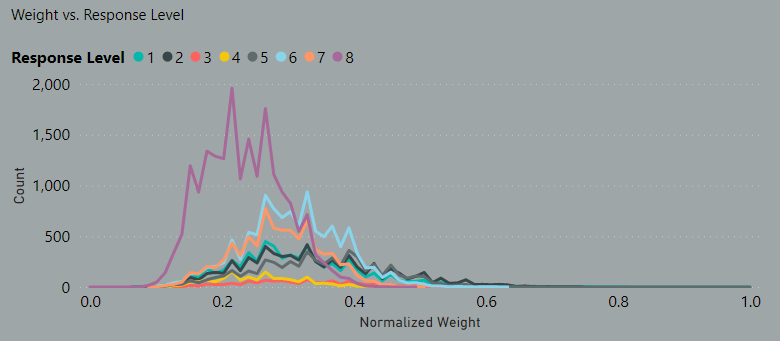 Weight vs. Response Level
Response Level 1 2 3 4 5 6 7 8
2,000
1,500
1,000
500
0
Count
0.0 0.2 0.4 0.6 0.8 1.0
Normalized Weight